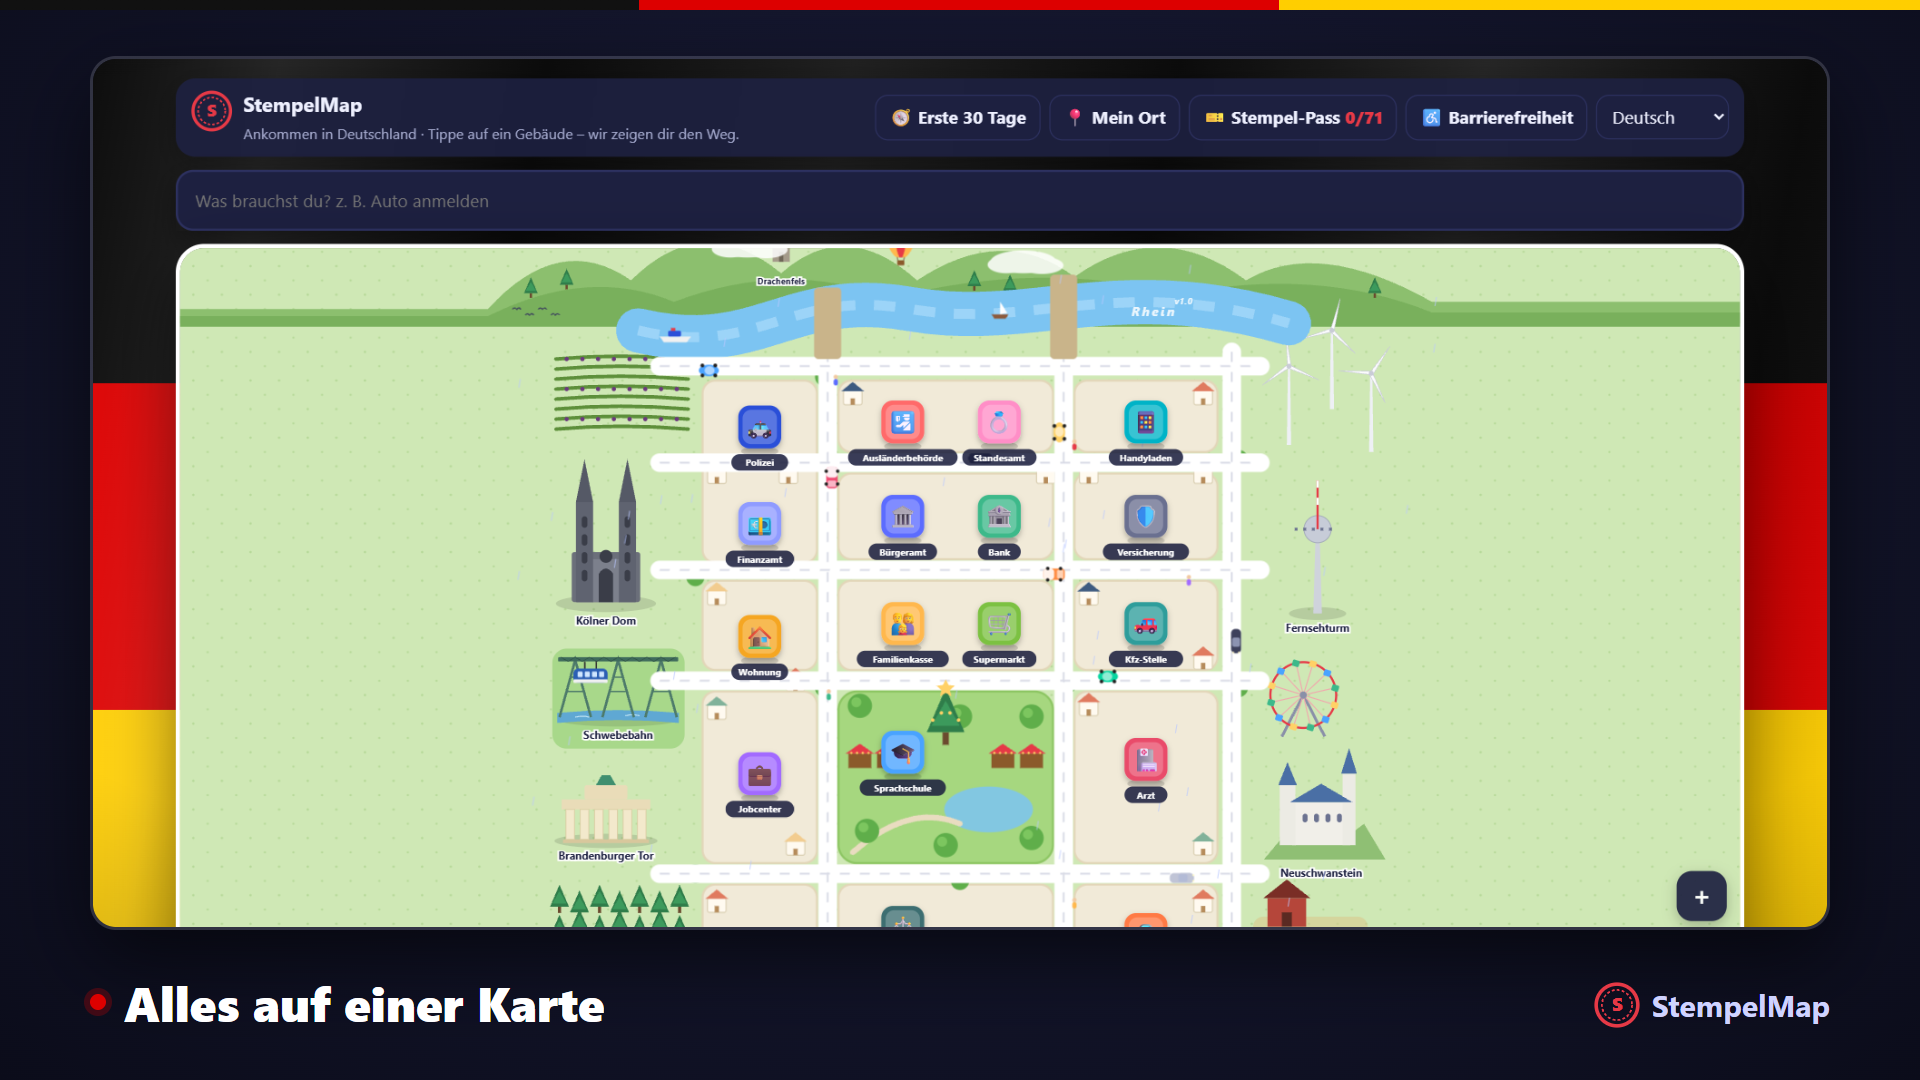 StempelMap
Ankommen in Deutschland · Tippe auf ein Gebäude – wir zeigen dir den Weg.
Erste 30 Tage
Mein Ort
Stempel-Pass 0/71
Barrierefreiheit
Deutsch
Was brauchst du? z. B. Auto anmelden
Drachenfels
v1.0
Rhein
Polizei
Ausländerbehörde
Standesamt
Handyladen
Finanzamt
Bürgeramt
Bank
Versicherung
Kölner Dom
Fernsehturm
Wohnung
Familienkasse
Supermarkt
Kfz-Stelle
Schwebebahn
Sprachschule
Jobcenter
Arzt
Brandenburger Tor
Neuschwanstein
+
Alles auf einer Karte
S
StempelMap